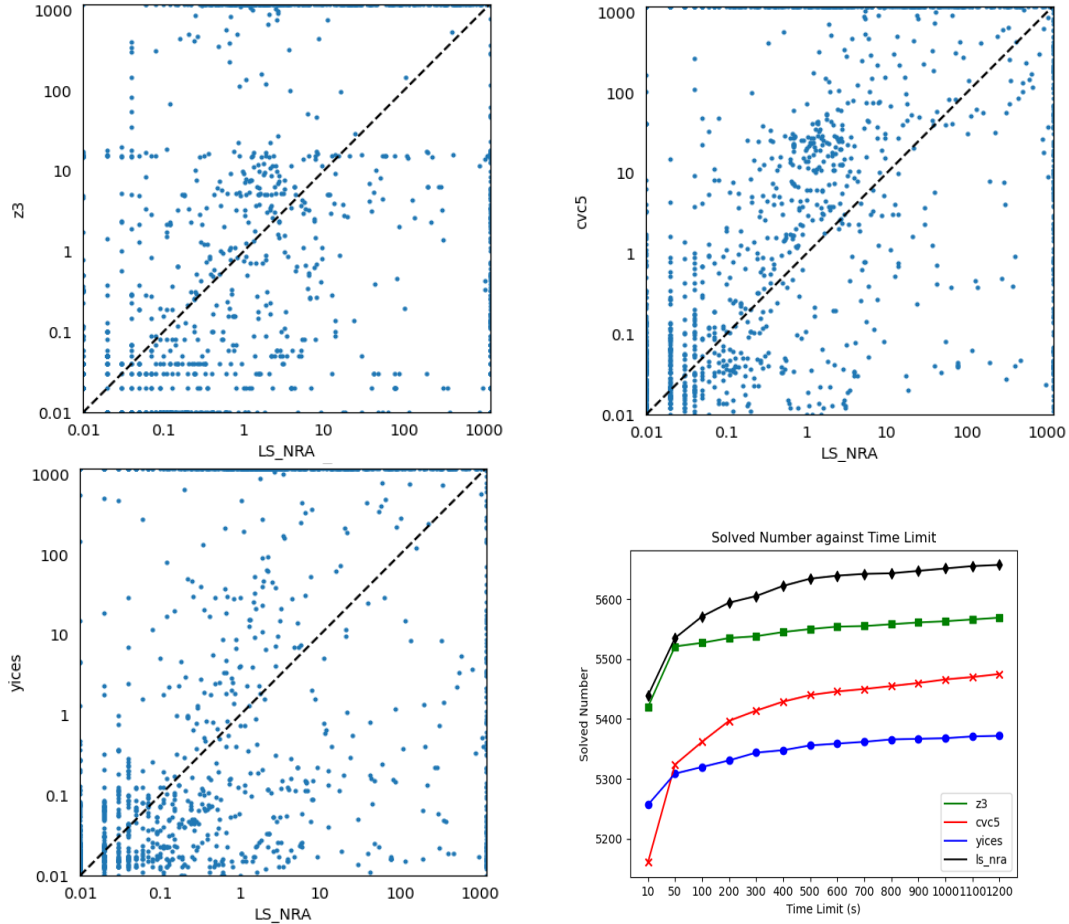 1000
100
10
1
0.1
0.01
z3
0.01 0.1 1 10 100 1000
LS_NRA
1000
100
10
1
0.1
0.01
cvc5
0.01 0.1 1 10 100 1000
LS_NRA
1000
100
10
1
0.1
0.01
yices
0.01 0.1 1 10 100 1000
LS_NRA
Solved Number against Time Limit
5600
5500
5400
5300
5200
Solved Number
z3
cvc5
yices
ls_nra
10 50 100 200 300 400 500 600 700 800 900 1000 1100 1200
Time Limit (s)